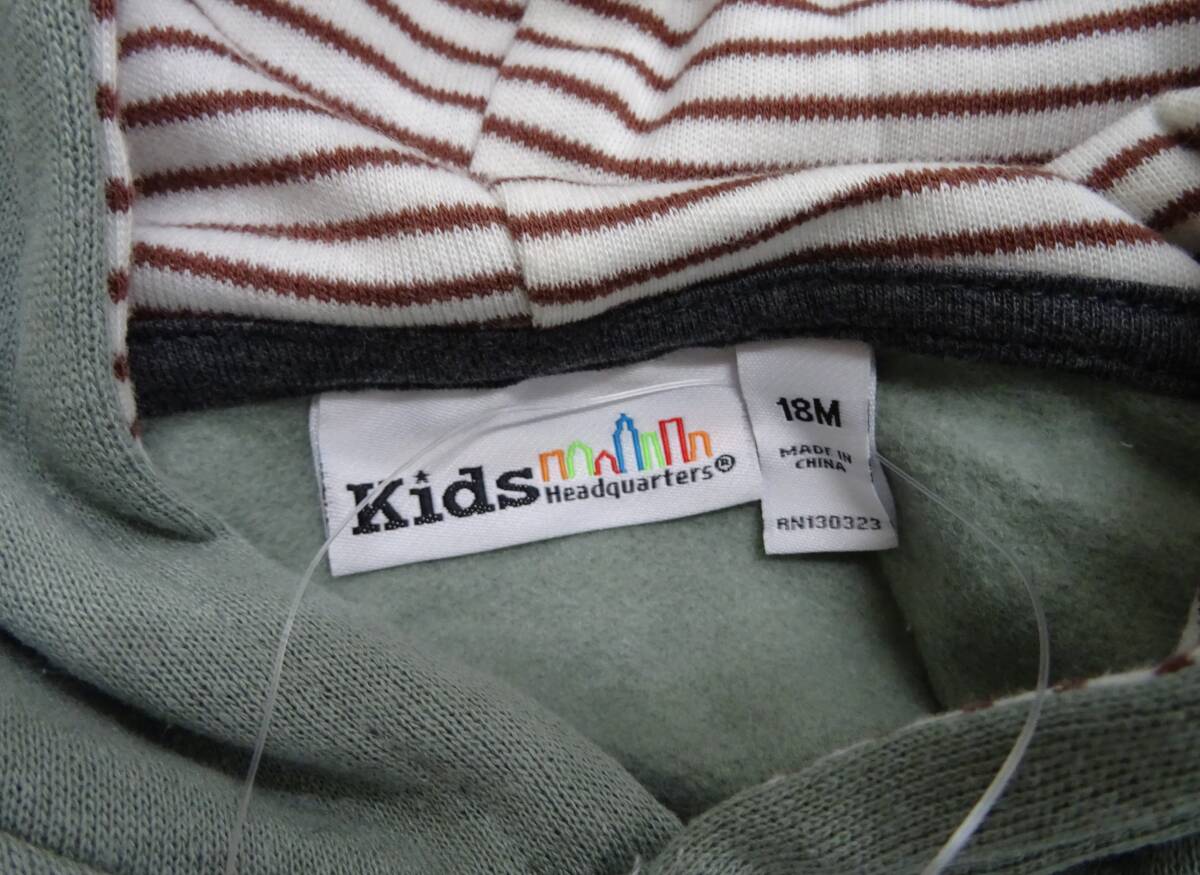 Kids
Headquarters®
18M
MADE IN
CHINA
RN130323